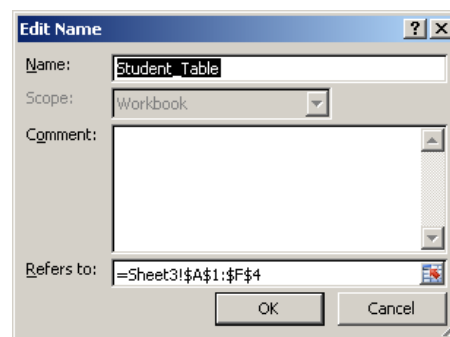 Edit Name
Name: Student_Table
Scope: Workbook
Comment:
Refers to: =Sheet3!$A$1:$F$4
OK Cancel